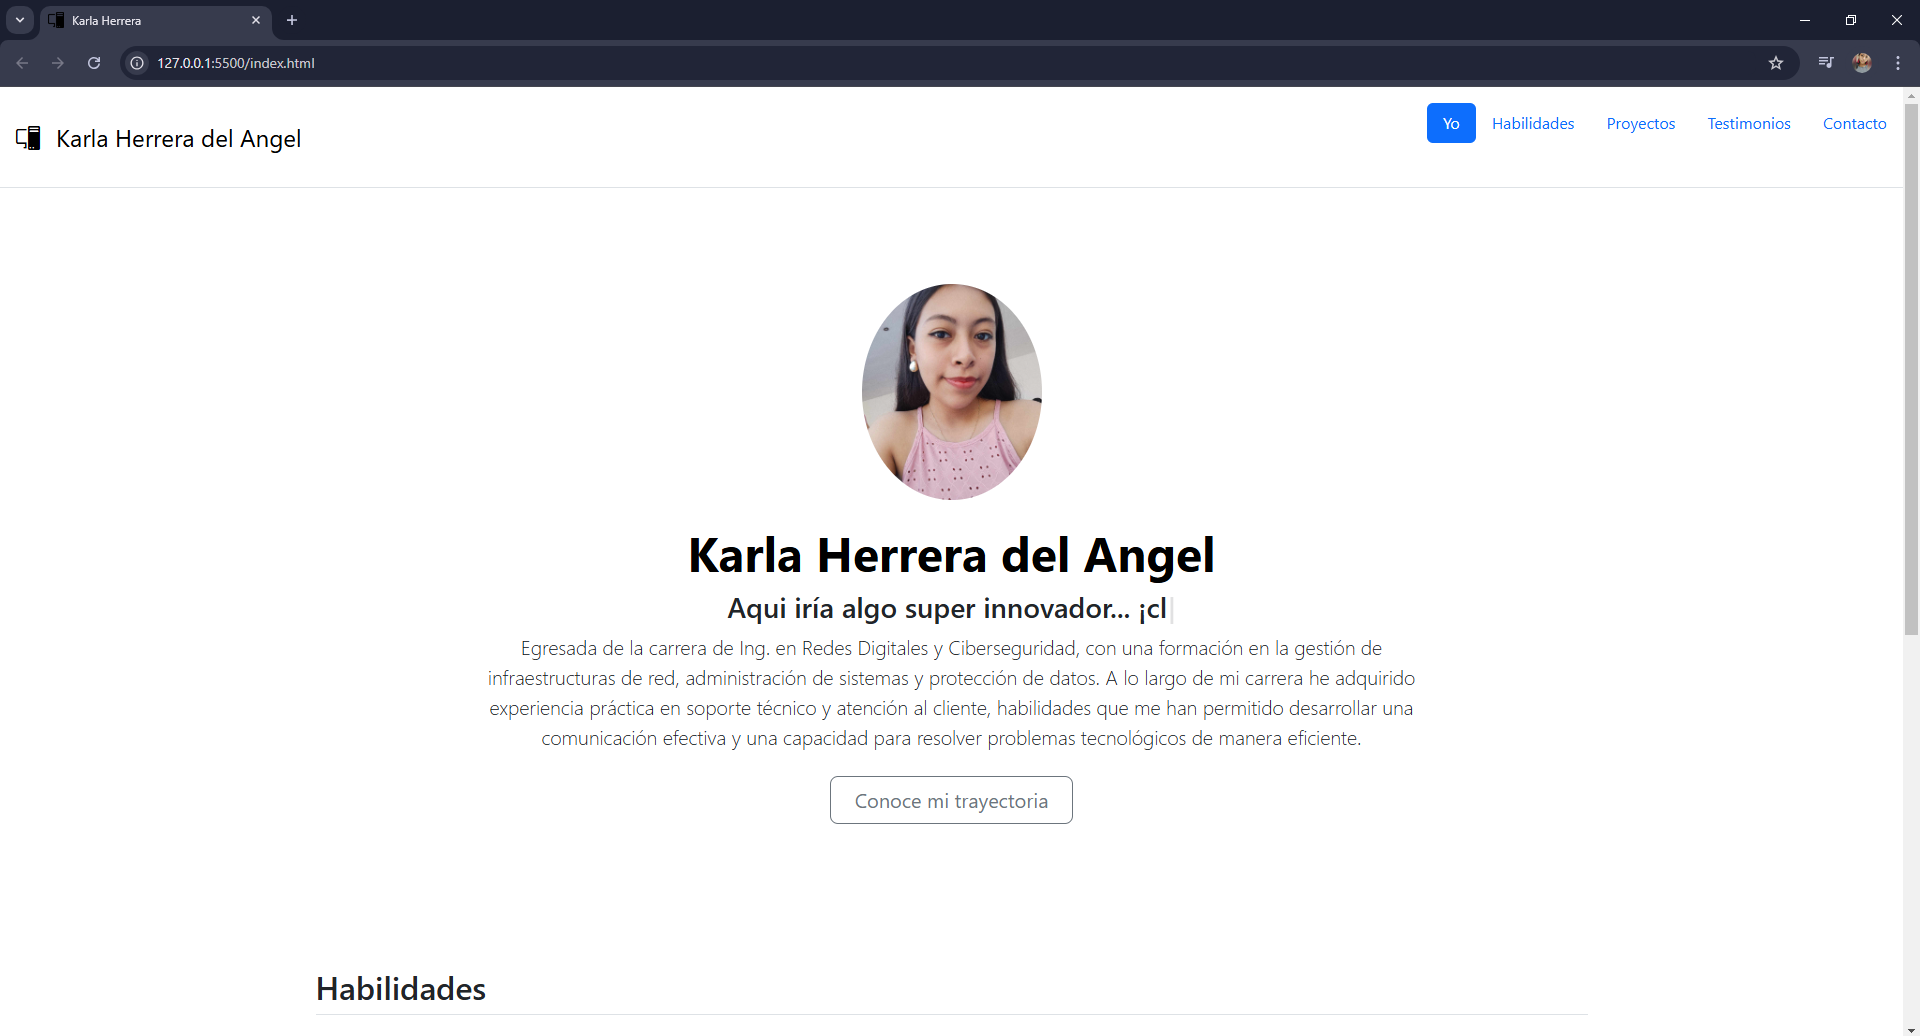 Karla Herrera
127.0.0.1:5500/index.html
Karla Herrera del Angel
Yo Habilidades Proyectos Testimonios Contacto
Karla Herrera del Angel
Aqui iría algo super innovador... ¡cl
Egresada de la carrera de Ing. en Redes Digitales y Ciberseguridad, con una formación en la gestión de
infraestructuras de red, administración de sistemas y protección de datos. A lo largo de mi carrera he adquirido
experiencia práctica en soporte técnico y atención al cliente, habilidades que me han permitido desarrollar una
comunicación efectiva y una capacidad para resolver problemas tecnológicos de manera eficiente.
Conoce mi trayectoria
Habilidades